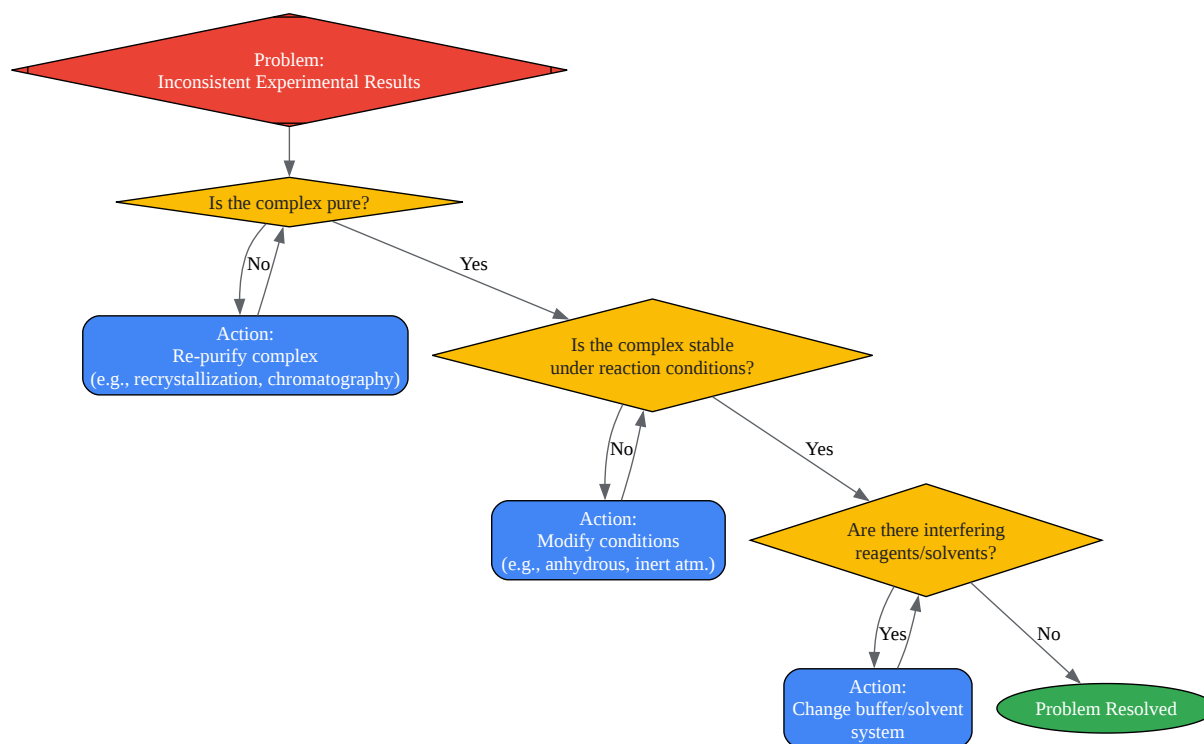 Problem:
Inconsistent Experimental Results
Is the complex pure?
No
Yes
Action:
Re-purify complex
(e.g., recrystallization, chromatography)
Is the complex stable
under reaction conditions?
No
Yes
Action:
Modify conditions
(e.g., anhydrous, inert atm.)
Are there interfering
reagents/solvents?
Yes
No
Action:
Change buffer/solvent
system
Problem Resolved